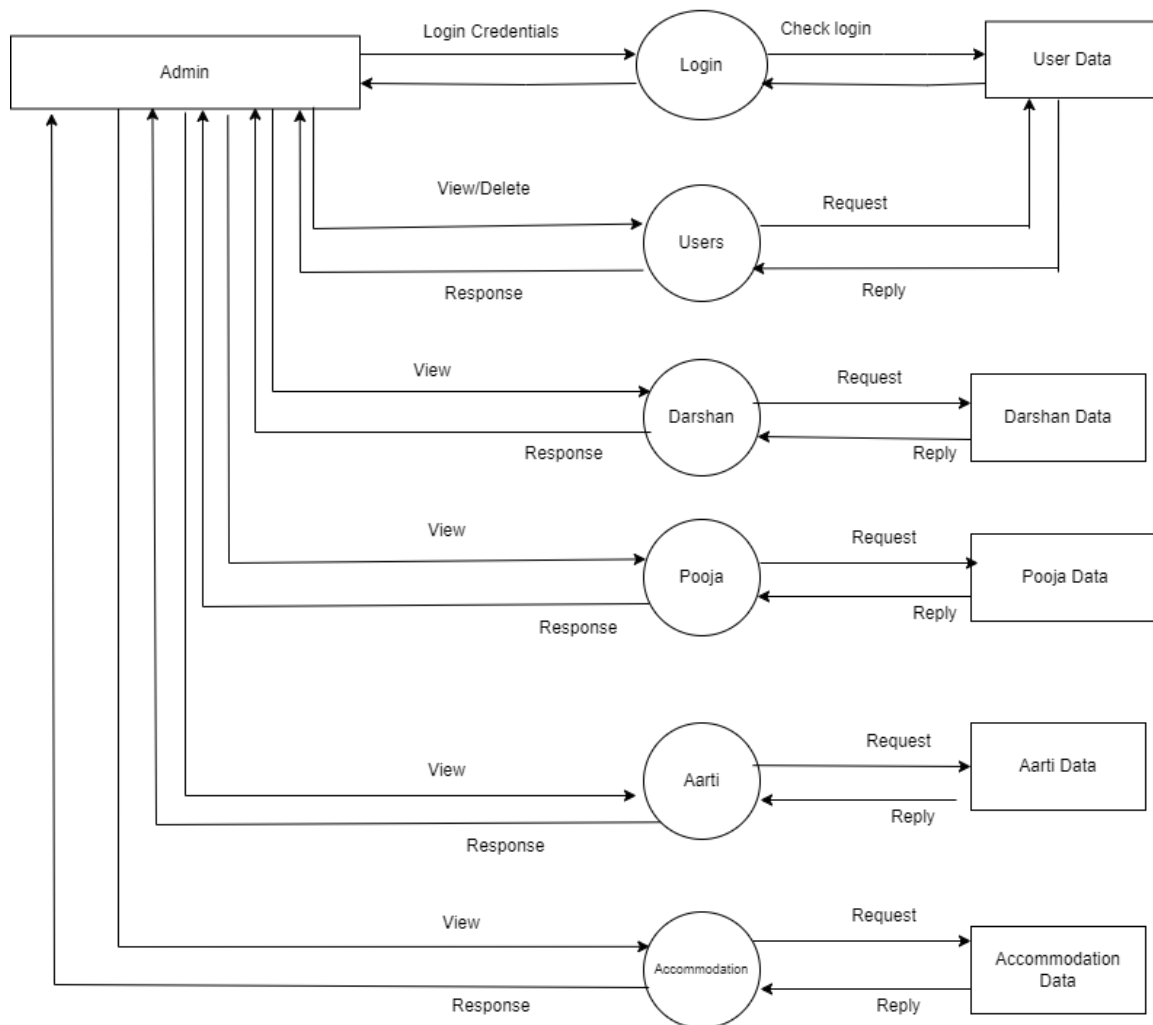 Login Credentials
Check login
Admin
Login
User Data
View/Delete
Request
Users
Response
Reply
View
Request
Darshan
Darshan Data
Response
Reply
View
Request
Pooja
Pooja Data
Response
Reply
View
Request
Aarti
Aarti Data
Response
Reply
View
Request
Accommodation
Accommodation
Data
Response
Reply